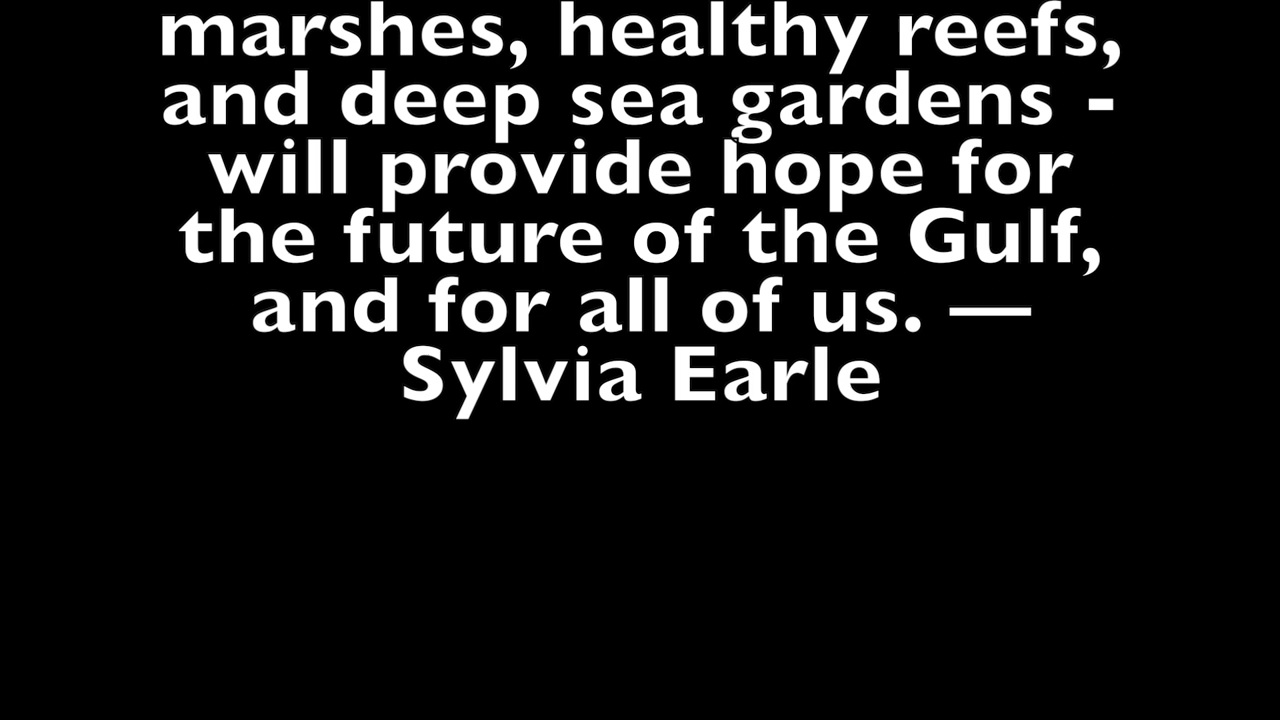 marshes, healthy reefs,
and deep sea gardens -
will provide hope for
the future of the Gulf,
and for all of us. —
Sylvia Earle